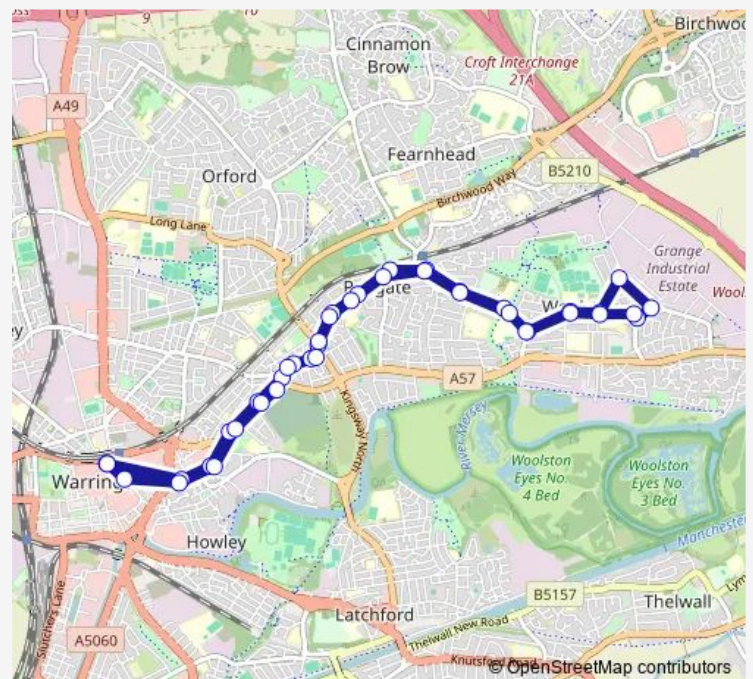 Birchwoo
Cinnamon
Brow
Croft Interchange
21A
A49
Fearnhead
B5210
Orford
Birchwood Way
Long Lane
Grange
Industrial
Estate
Wools
A57
Kingsway North
River Mersey
Woolston
Eyes No.
4 Bed
Woolston
Eyes No.
3 Bed
Warring
Manchester
Howley
B5157
Thelwall
Latchford
Slutchers Lane
A5060
Thelwall New Road
Knutsford Road
© OpenStreetMap contributors